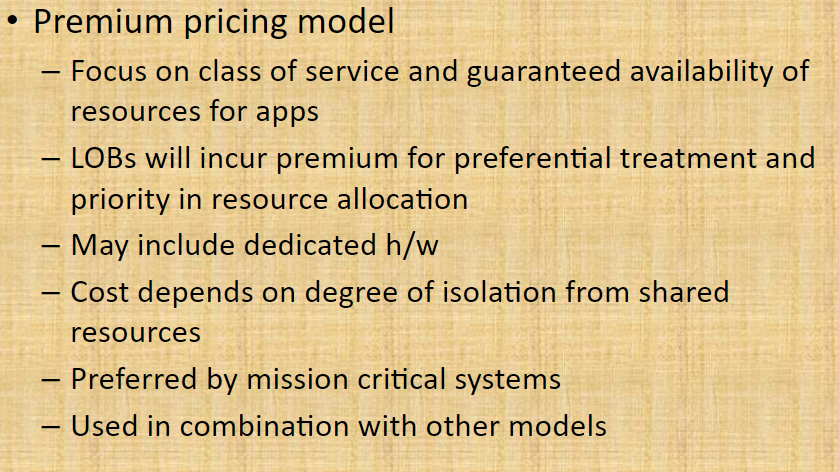 • Premium pricing model
– Focus on class of service and guaranteed availability of
resources for apps
– LOBs will incur premium for preferential treatment and
priority in resource allocation
– May include dedicated h/w
– Cost depends on degree of isolation from shared
resources
– Preferred by mission critical systems
– Used in combination with other models